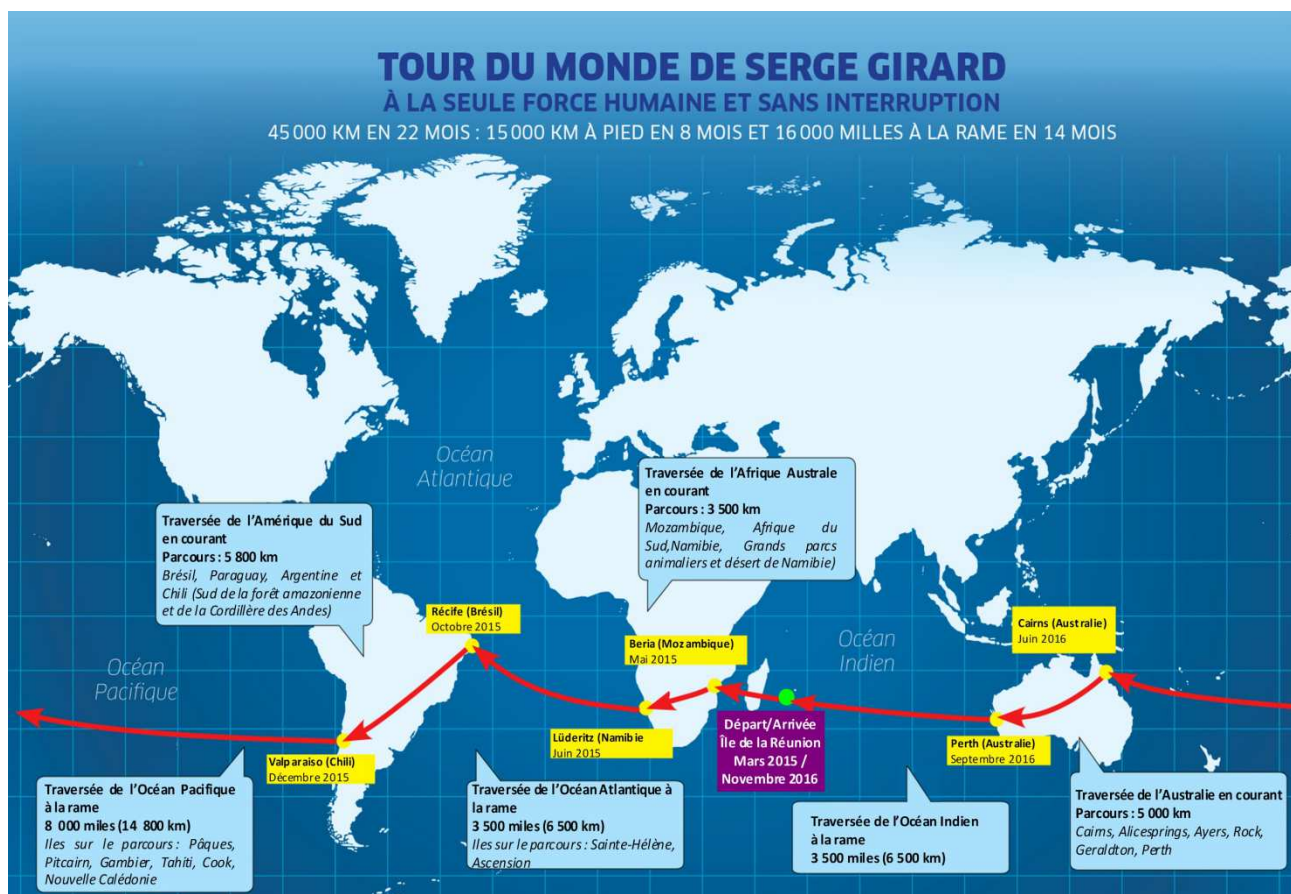 TOUR DU MONDE DE SERGE GIRARD
À LA SEULE FORCE HUMAINE ET SANS INTERRUPTION
45 000 KM EN 22 MOIS : 15 000 KM À PIED EN 8 MOIS ET 16 000 MILLES À LA RAME EN 14 MOIS
Océan
Atlantique
Traversée de l'Afrique Australe
en courant
Parcours : 3 500 km
Mozambique, Afrique du
Sud,Namibie, Grands parcs
animaliers et désert de Namibie)
Traversée de l'Amérique du Sud
en courant
Parcours : 5 800 km
Brésil, Paraguay, Argentine et
Chili (Sud de la forêt amazonienne
et de la Cordillère des Andes)
Récife (Brésil)
Octobre 2015
Beria (Mozambique)
Mai 2015
Océan
Indien
Cairns (Australie)
Juin 2016
Océan
Pacifique
Valparaiso (Chili)
Décembre 2015
Lüderitz (Namibie
Juin 2015
Départ/Arrivée
Île de la Réunion
Mars 2015 /
Novembre 2016
Perth (Australie)
Septembre 2016
Traversée de l'Océan Pacifique
à la rame
8 000 miles (14 800 km)
Iles sur le parcours : Pâques,
Pitcairn, Gambier, Tahiti, Cook,
Nouvelle Calédonie
Traversée de l'Océan Atlantique à
la rame
3 500 miles (6 500 km)
Iles sur le parcours : Sainte-Hélène,
Ascension
Traversée de l'Océan Indien
à la rame
3 500 miles (6 500 km)
Traversée de l'Australie en courant
Parcours : 5 000 km
Cairns, Alicesprings, Ayers, Rock,
Geraldton, Perth